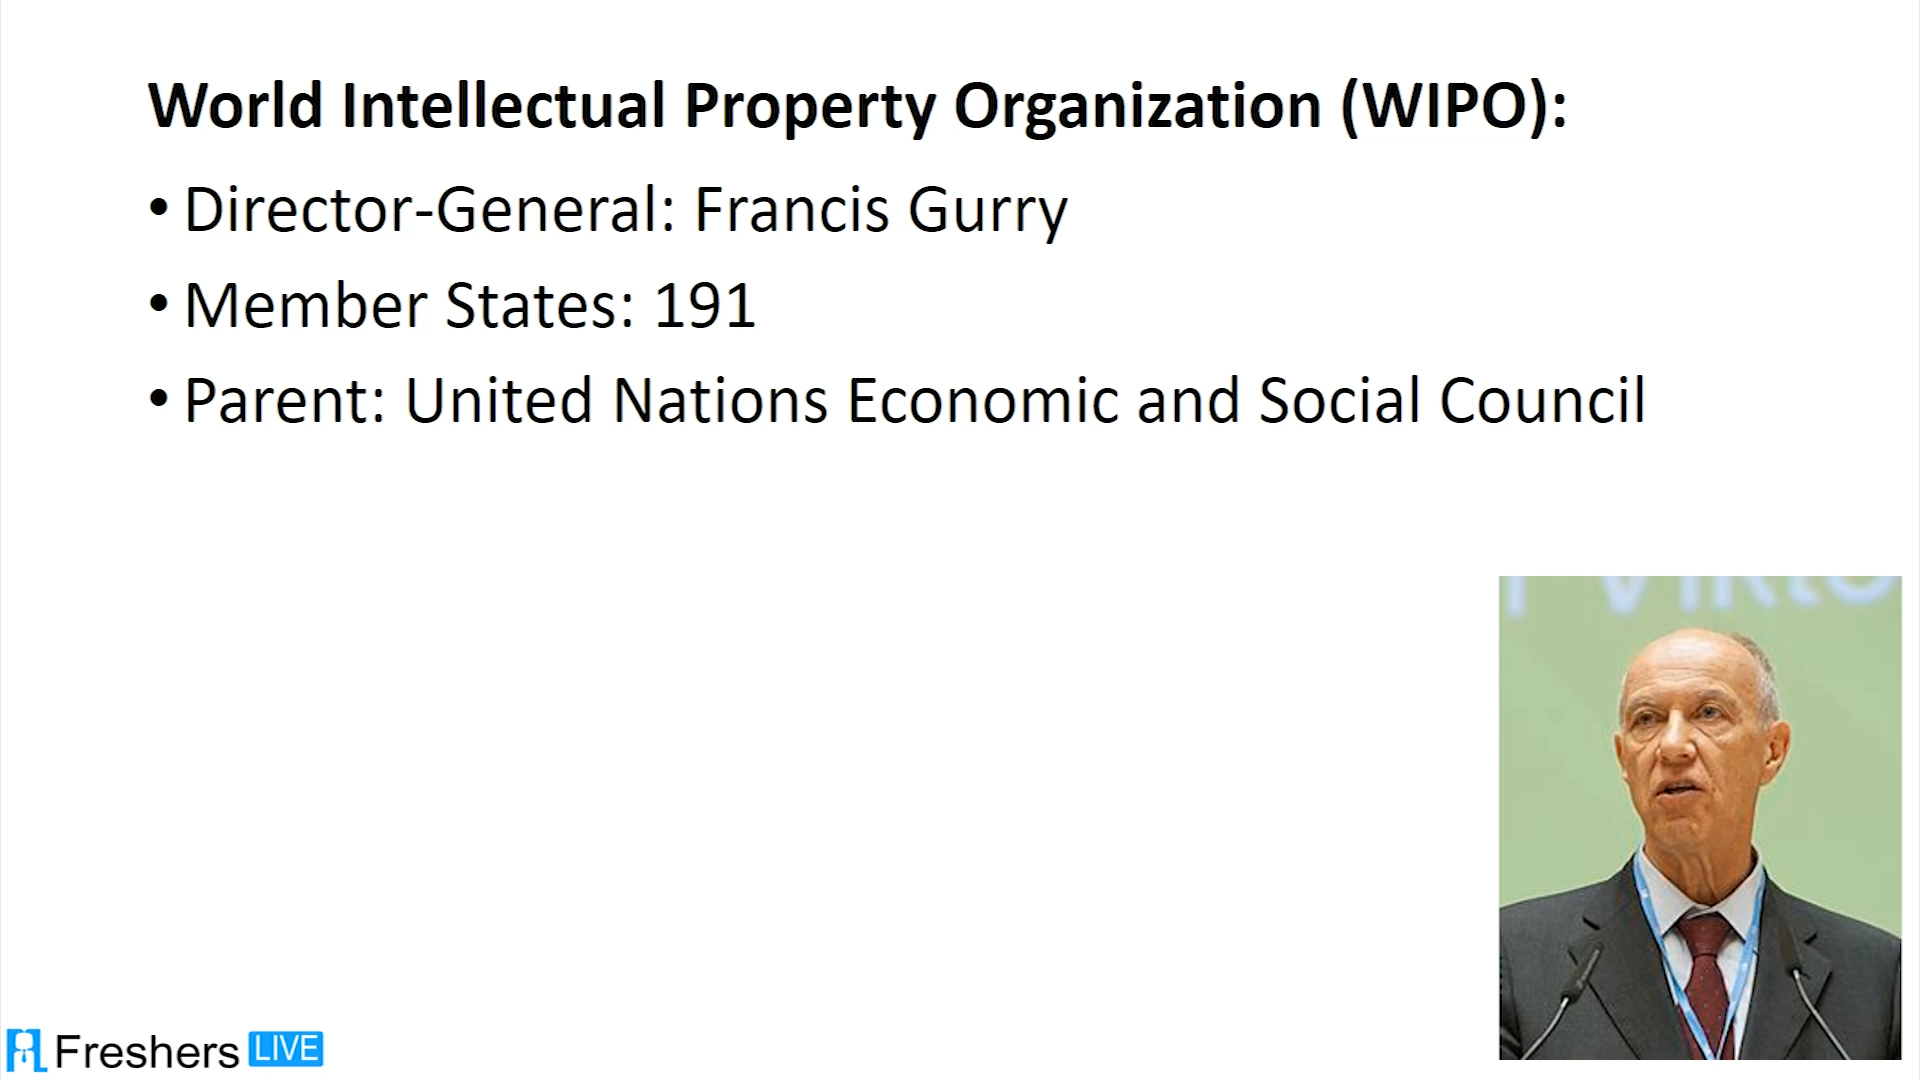 World Intellectual Property Organization (WIPO):
• Director-General: Francis Gurry
• Member States: 191
• Parent: United Nations Economic and Social Council
Freshers LIVE